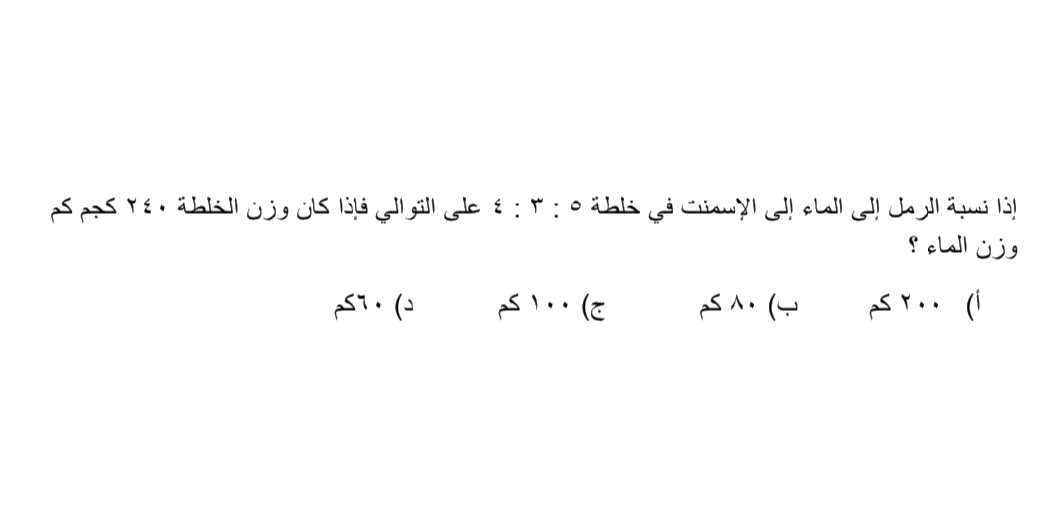 إذا نسبة الرمل إلى الماء إلى الإسمنت في خلطة ٥ : ٣ : ٤ على التوالي فإذا كان وزن الخلطة ٢٤٠ كجم كم
وزن الماء ؟
أ) ٢٠٠ كم ب) ٨٠ كم ج) ١٠٠ كم د) ٦٠كم